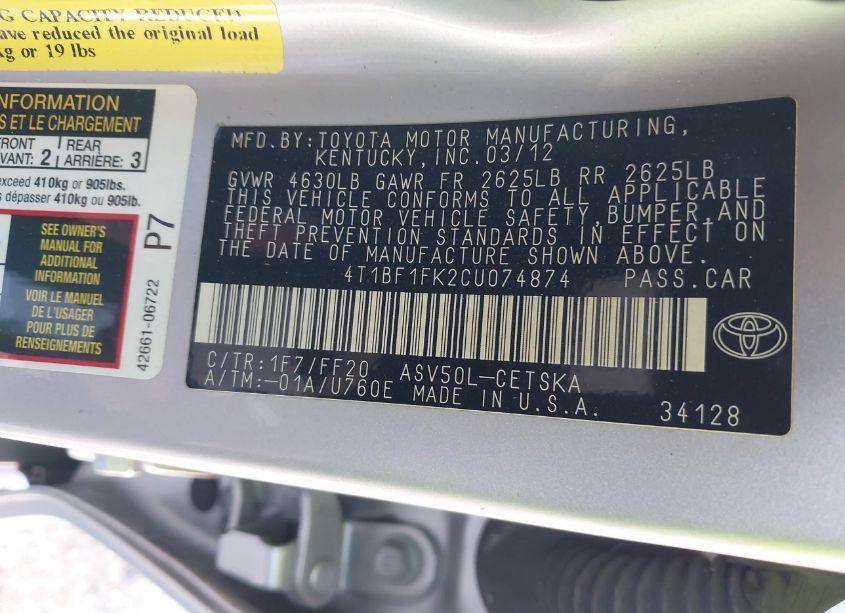 G CAPACITY REDUCED
ave reduced the original load
kg or 19 lbs
INFORMATION
S ET LE CHARGEMENT
FRONT
VANT: 2
REAR
ARRIÈRE: 3
exceed 410kg or 905lbs.
s dépasser 410kg ou 905lb.
SEE OWNER'S
MANUAL FOR
ADDITIONAL
INFORMATION
VOIR LE MANUEL
DE L'USAGER
POUR PLUS DE
RENSEIGNEMENTS
P7
42661-06722
MFD.BY:TOYOTA MOTOR MANUFACTURING,
KENTUCKY,INC.03/12
GVWR 4630LB GAWR FR 2625LB RR 2625LB
THIS VEHICLE CONFORMS TO ALL APPLICABLE
FEDERAL MOTOR VEHICLE SAFETY,BUMPER,AND
THEFT PREVENTION STANDARDS IN EFFECT ON
THE DATE OF MANUFACTURE SHOWN ABOVE.
4T1BF1FK2CU074874 PASS.CAR
C/TR:1F7/FF20 ASV50L-CETSKA
A/TM:-01A/U760E MADE IN U.S.A.
34128